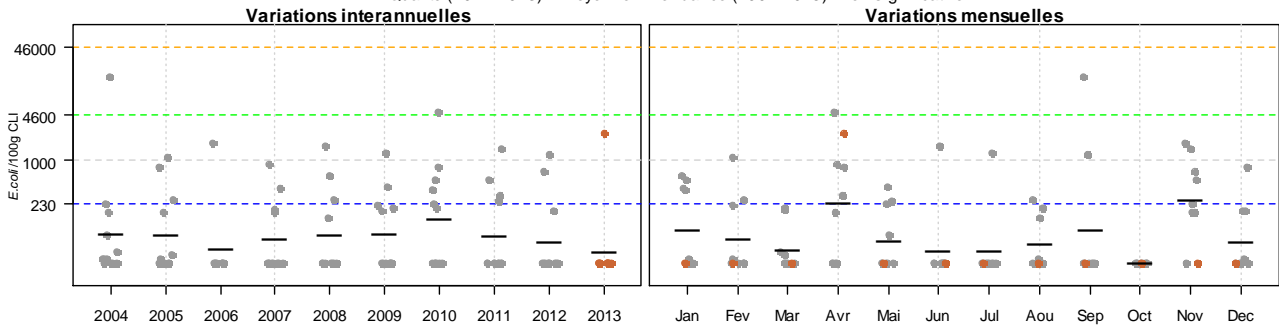 Variations interannuelles
Variations mensuelles
E.coli/100g CLI
46000
4600
1000
230
2004 2005 2006 2007 2008 2009 2010 2011 2012 2013
Jan Fev Mar Avr Mai Jun Jul Aou Sep Oct Nov Dec